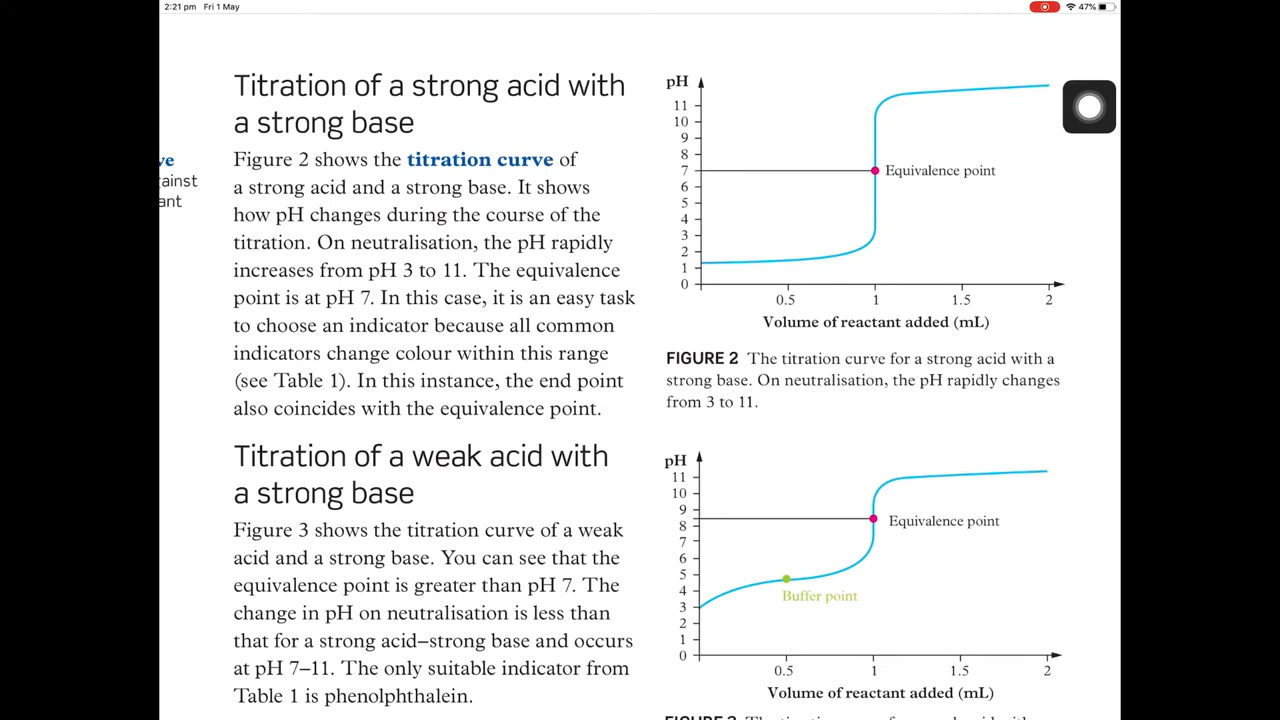 2:21 pm Fri 1 May
47%
ve
ainst
ant
Titration of a strong acid with
a strong base
Figure 2 shows the titration curve of
a strong acid and a strong base. It shows
how pH changes during the course of the
titration. On neutralisation, the pH rapidly
increases from pH 3 to 11. The equivalence
point is at pH 7. In this case, it is an easy task
to choose an indicator because all common
indicators change colour within this range
(see Table 1). In this instance, the end point
also coincides with the equivalence point.
Titration of a weak acid with
a strong base
Figure 3 shows the titration curve of a weak
acid and a strong base. You can see that the
equivalence point is greater than pH 7. The
change in pH on neutralisation is less than
that for a strong acid–strong base and occurs
at pH 7–11. The only suitable indicator from
Table 1 is phenolphthalein.
pH
11
10
9
8
7
6
5
4
3
2
1
0
Equivalence point
0.5 1 1.5 2
Volume of reactant added (mL)
FIGURE 2 The titration curve for a strong acid with a
strong base. On neutralisation, the pH rapidly changes
from 3 to 11.
pH
11
10
9
8
7
6
5
4
3
2
1
0
Equivalence point
Buffer point
0.5 1 1.5 2
Volume of reactant added (mL)